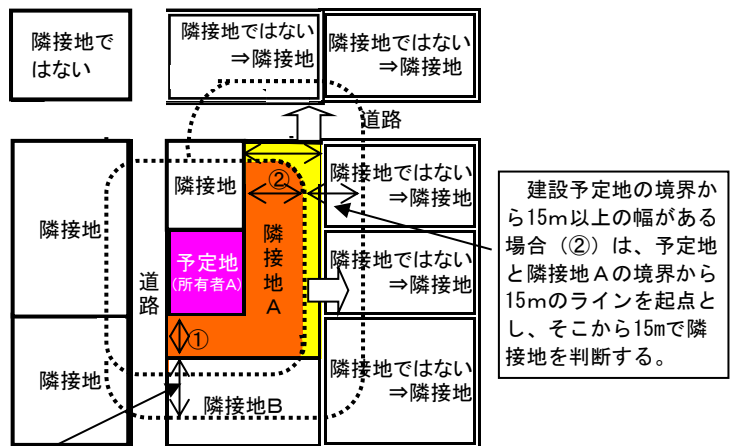 隣接地で
はない
隣接地ではない
⇒隣接地
隣接地ではない
⇒隣接地
道路
隣接地
隣接地
②
隣接地ではない
⇒隣接地
予定地
(所有者A)
隣接地A
道路
隣接地ではない
⇒隣接地
①
隣接地
隣接地B
隣接地ではない
⇒隣接地
建設予定地の境界か
ら15m以上の幅がある
場合（②）は、予定地
と隣接地Aの境界から
15mのラインを起点と
し、そこから15mで隣
接地を判断する。